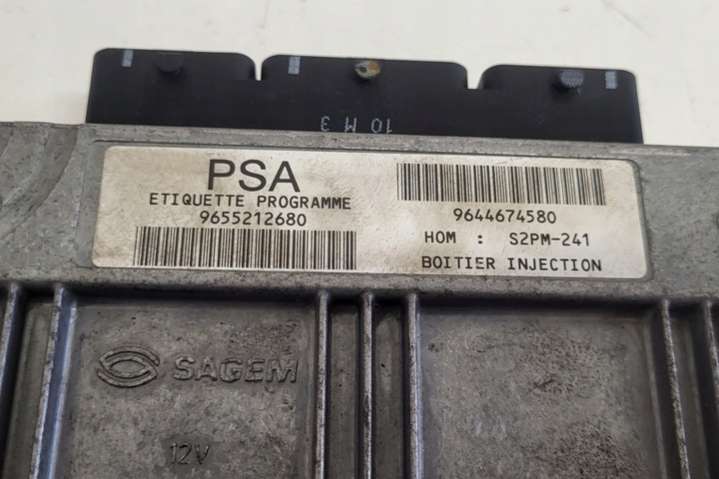 10 M 3
PSA
ETIQUETTE PROGRAMME
9655212680
9644674580
HOM : S2PM-241
BOITIER INJECTION
SAGEM
12V